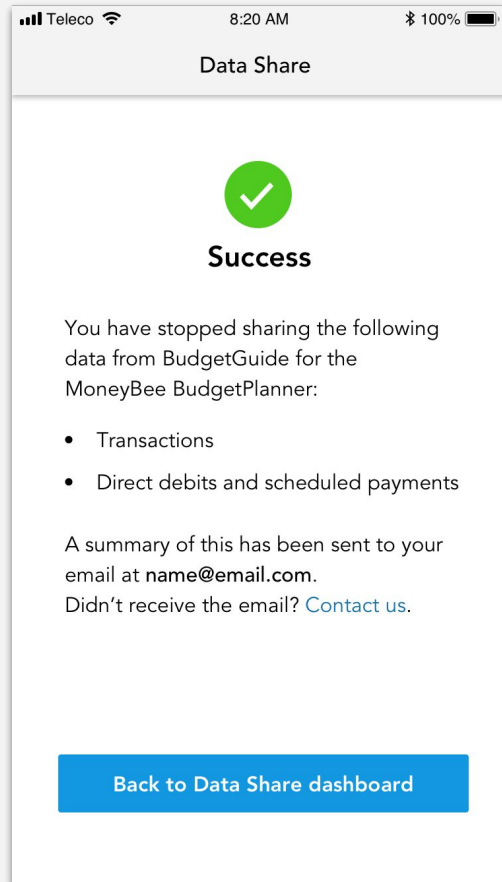 Teleco 8:20 AM 100%
Data Share
Success
You have stopped sharing the following
data from BudgetGuide for the
MoneyBee BudgetPlanner:
• Transactions
• Direct debits and scheduled payments
A summary of this has been sent to your
email at name@email.com.
Didn’t receive the email? Contact us.
Back to Data Share dashboard